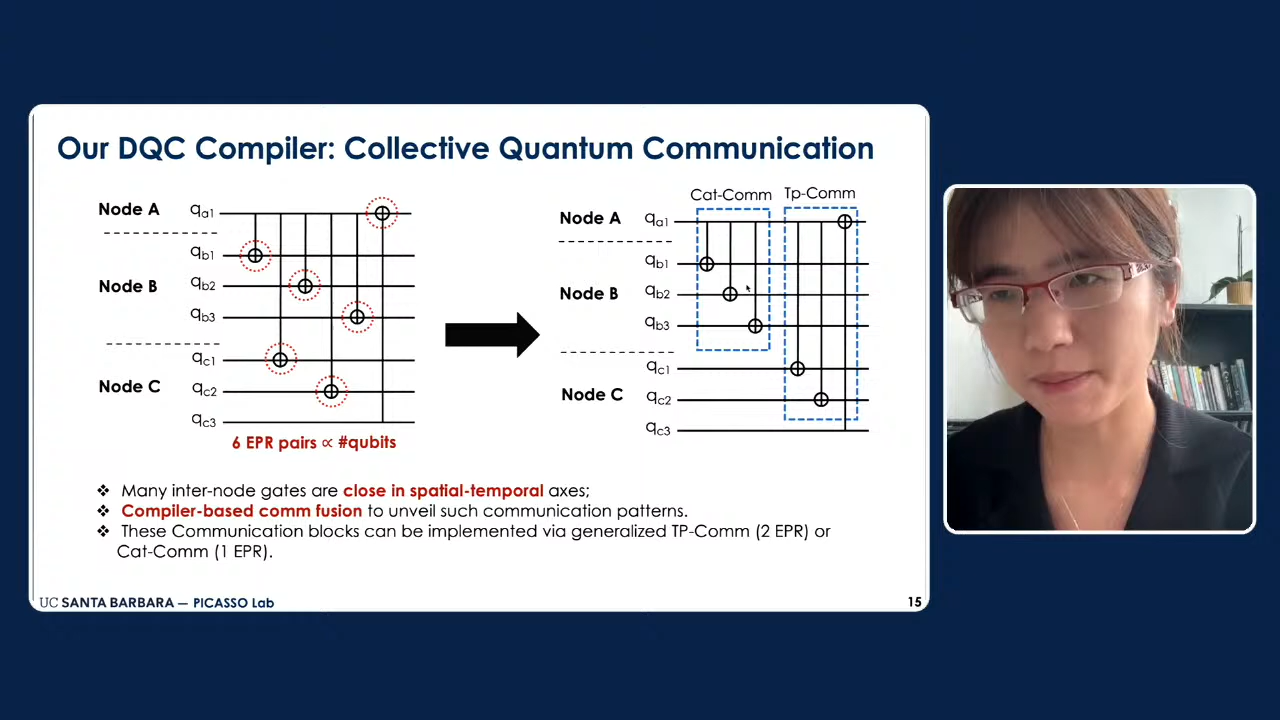 Our DQC Compiler: Collective Quantum Communication
Node A
qa1
qb1
Node B
qb2
qb3
qc1
Node C
qc2
qc3
6 EPR pairs ∝ #qubits
Cat-Comm Tp-Comm
Node A
qa1
qb1
Node B
qb2
qb3
qc1
Node C
qc2
qc3
❖ Many inter-node gates are close in spatial-temporal axes;
❖ Compiler-based comm fusion to unveil such communication patterns.
❖ These Communication blocks can be implemented via generalized TP-Comm (2 EPR) or
Cat-Comm (1 EPR).
UC SANTA BARBARA — PICASSO Lab
15